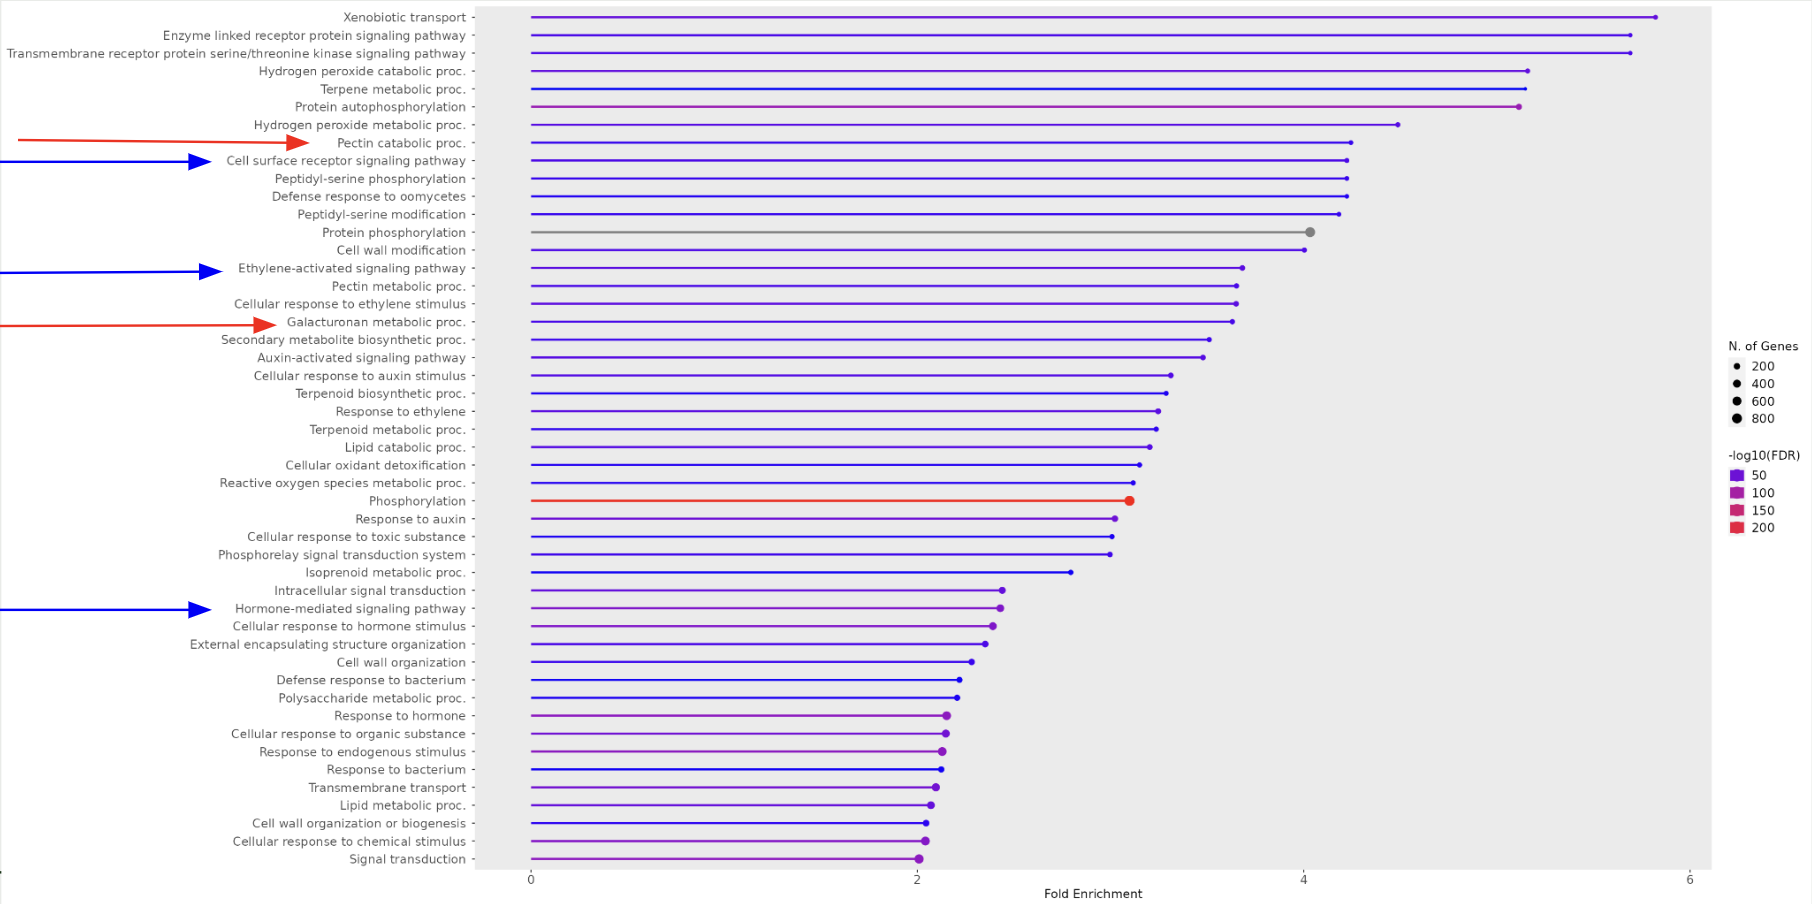 Xenobiotic transport
Enzyme linked receptor protein signaling pathway
Transmembrane receptor protein serine/threonine kinase signaling pathway
Hydrogen peroxide catabolic proc.
Terpene metabolic proc.
Protein autophosphorylation
Hydrogen peroxide metabolic proc.
Pectin catabolic proc.
Cell surface receptor signaling pathway
Peptidyl-serine phosphorylation
Defense response to oomycetes
Peptidyl-serine modification
Protein phosphorylation
Cell wall modification
Ethylene-activated signaling pathway
Pectin metabolic proc.
Cellular response to ethylene stimulus
Galacturonan metabolic proc.
Secondary metabolite biosynthetic proc.
Auxin-activated signaling pathway
Cellular response to auxin stimulus
Terpenoid biosynthetic proc.
Response to ethylene
Terpenoid metabolic proc.
Lipid catabolic proc.
Cellular oxidant detoxification
Reactive oxygen species metabolic proc.
Phosphorylation
Response to auxin
Cellular response to toxic substance
Phosphorelay signal transduction system
Isoprenoid metabolic proc.
Intracellular signal transduction
Hormone-mediated signaling pathway
Cellular response to hormone stimulus
External encapsulating structure organization
Cell wall organization
Defense response to bacterium
Polysaccharide metabolic proc.
Response to hormone
Cellular response to organic substance
Response to endogenous stimulus
Response to bacterium
Transmembrane transport
Lipid metabolic proc.
Cell wall organization or biogenesis
Cellular response to chemical stimulus
Signal transduction
0 2 4 6
Fold Enrichment
N. of Genes
200
400
600
800
-log10(FDR)
50
100
150
200